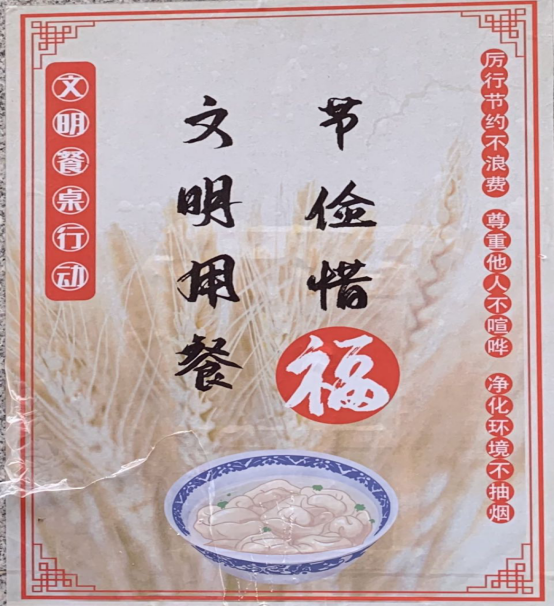 文明餐桌行动
节俭惜福
文明用餐
厉行节约不浪费 尊重他人不喧哗 净化环境不抽烟